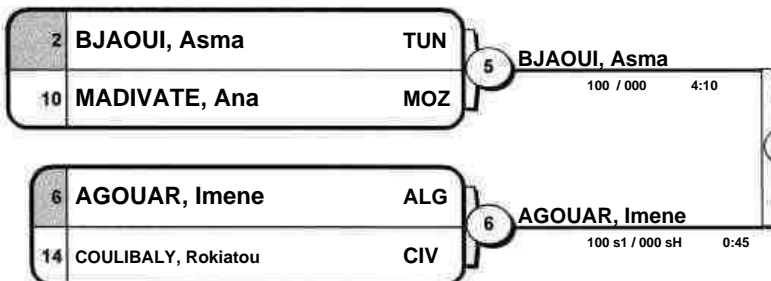 2 BJAOUI, Asma TUN
10 MADIVATE, Ana MOZ
5 BJAOUI, Asma
100 / 000 4:10
6 AGOUAR, Imene ALG
14 COULIBALY, Rokiatou CIV
6 AGOUAR, Imene
100 s1 / 000 sH 0:45